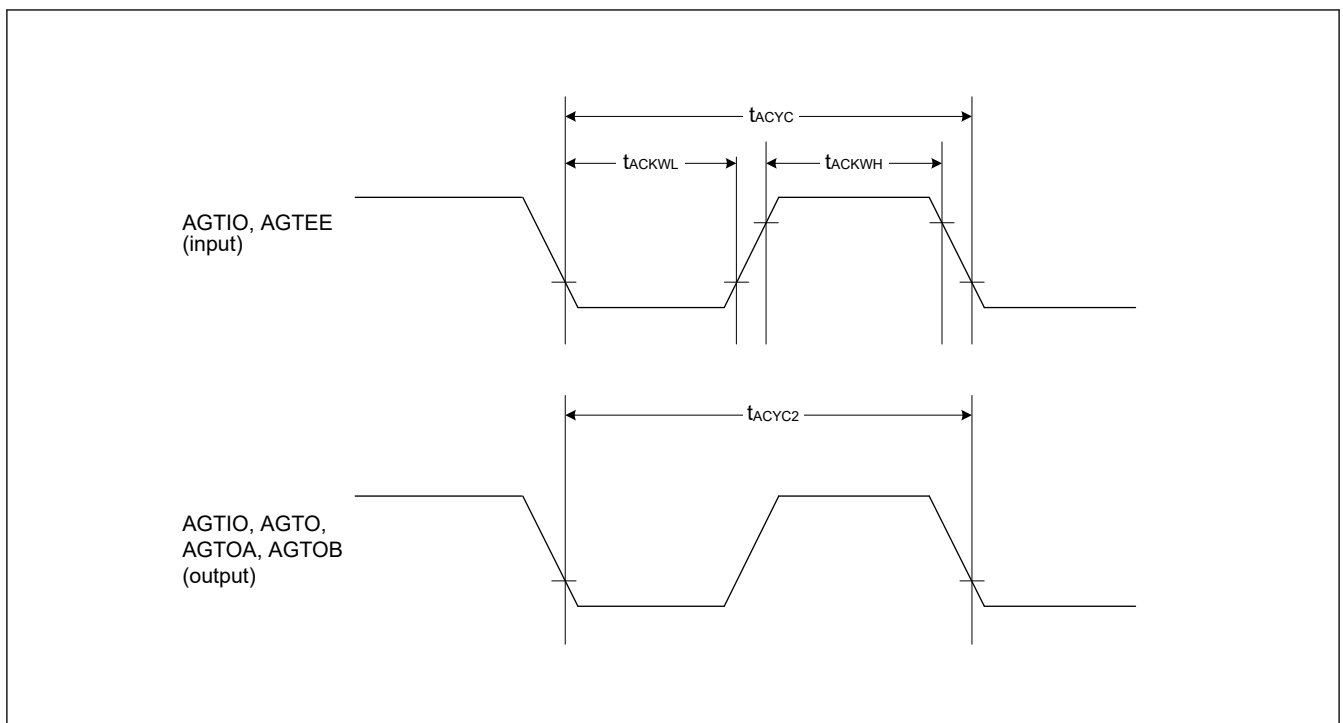 tACYC
tACKWL
tACKWH
AGTIO, AGTEE
(input)
tACYC2
AGTIO, AGTO,
AGTOA, AGTOB
(output)